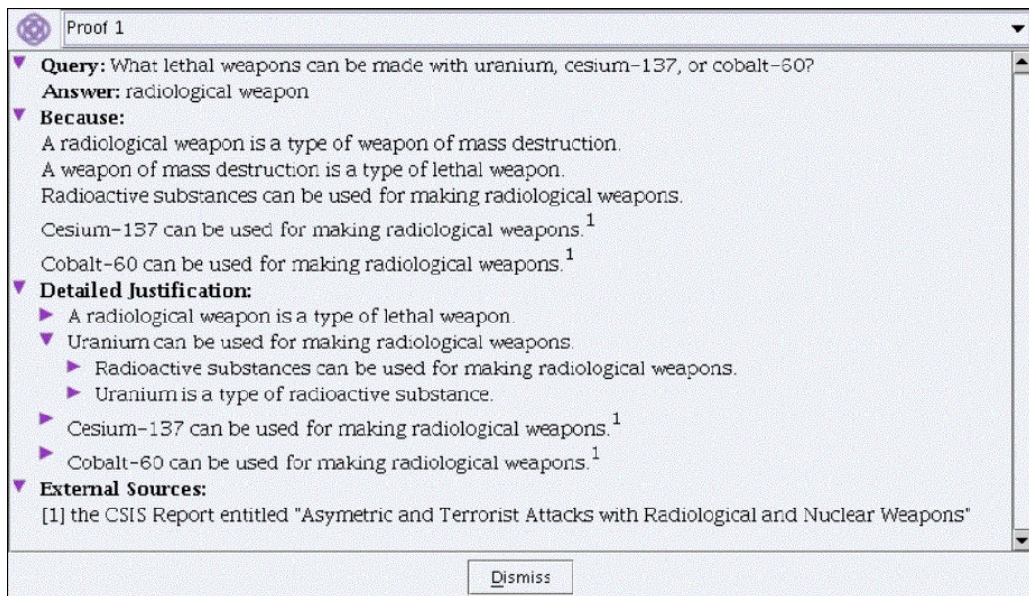 Proof 1
Query: What lethal weapons can be made with uranium, cesium-137, or cobalt-60?
Answer: radiological weapon
Because:
A radiological weapon is a type of weapon of mass destruction.
A weapon of mass destruction is a type of lethal weapon.
Radioactive substances can be used for making radiological weapons.
Cesium-137 can be used for making radiological weapons.1
Cobalt-60 can be used for making radiological weapons.1
Detailed Justification:
A radiological weapon is a type of lethal weapon.
Uranium can be used for making radiological weapons.
Radioactive substances can be used for making radiological weapons.
Uranium is a type of radioactive substance.
Cesium-137 can be used for making radiological weapons.1
Cobalt-60 can be used for making radiological weapons.1
External Sources:
[1] the CSIS Report entitled "Asymetric and Terrorist Attacks with Radiological and Nuclear Weapons"
Dismiss